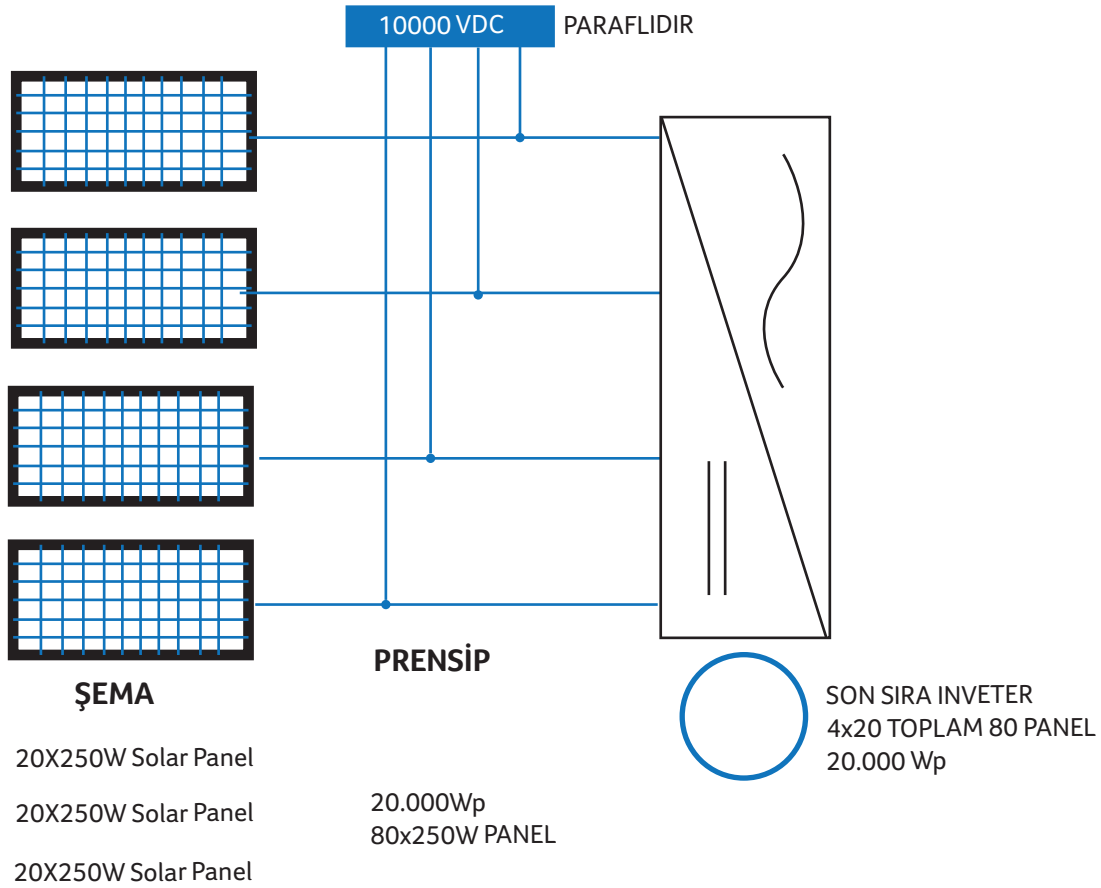 10000 VDC PARAFLIDIR
PRENSİP
ŞEMA
SON SIRA INVETER
4x20 TOPLAM 80 PANEL
20.000 Wp
20X250W Solar Panel
20X250W Solar Panel
20X250W Solar Panel
20.000Wp
80x250W PANEL